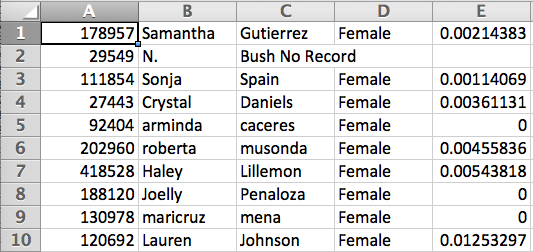 A B C D E
1 178957 Samantha Gutierrez Female 0.00214383
2 29549 N. Bush No Record
3 111854 Sonja Spain Female 0.00114069
4 27443 Crystal Daniels Female 0.00361131
5 92404 arminda caceres Female 0
6 202960 roberta musonda Female 0.00455836
7 418528 Haley Lillemon Female 0.00543818
8 188120 Joelly Penaloza Female 0
9 130978 maricruz mena Female 0
10 120692 Lauren Johnson Female 0.01253297